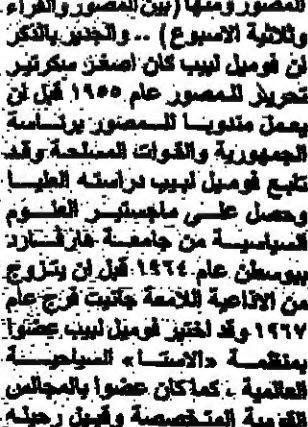 المصور ومنها (بين المصور والقراء
وثلاثية الاسبوع) .. والجدير بالذكر
ان فوميل لبيب كان اصغر سكرتير
تحرير للمصور عام ١٩٥٥ قبل ان
يعمل مندوبا للمصور برئاسة
الجمهورية والقوات المسلحة وقد
تابع فوميل لبيب دراسته العليا
وحصل على ماجستير العلوم
السياسية من جامعة هارفارد
ببوسطن عام ١٩٦٤ قبل ان يتزوج
من الاذاعية اللامعة جانيت فرج عام
١٩٦٦ وقد اختير فوميل لبيب عضوا
بمنظمة «الاستا» السياحية
العالمية . كما كان عضوا بالمجالس
القومية المتخصصة وقبيل رحيله